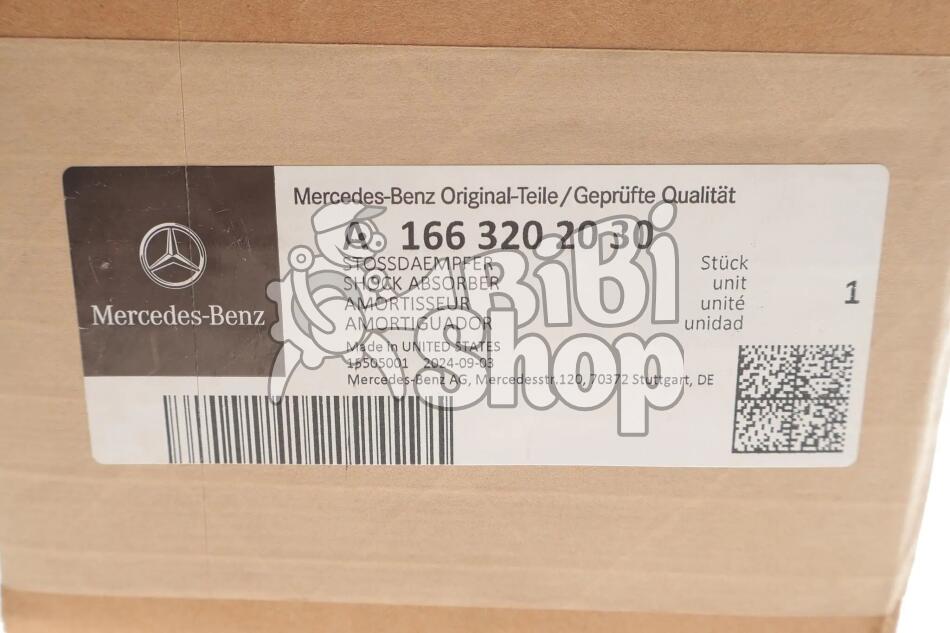 Mercedes-Benz Original-Teile/Geprüfte Qualität
A 166 320 20 30
STOSSDAEMPFER Stück
SHOCK ABSORBER unit 1
AMORTISSEUR unité
AMORTIGUADOR unidad
Mercedes-Benz
Made in UNITED STATES
15505001 2024-09-03
Mercedes-Benz AG, Mercedesstr.120, 70372 Stuttgart, DE
BiBi
Shop